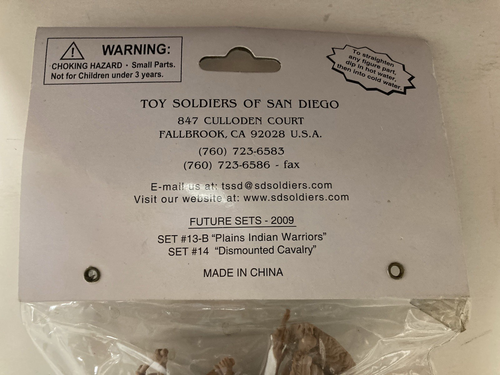 WARNING:
CHOKING HAZARD - Small Parts.
Not for Children under 3 years.
To straighten
any figure part,
dip in hot water,
then into cold water.
TOY SOLDIERS OF SAN DIEGO
847 CULLODEN COURT
FALLBROOK, CA 92028 U.S.A.
(760) 723-6583
(760) 723-6586 - fax
E-mail us at: tssd@sdsoldiers.com
Visit our website at: www.sdsoldiers.com
FUTURE SETS - 2009
SET #13-B "Plains Indian Warriors"
SET #14 "Dismounted Cavalry"
MADE IN CHINA